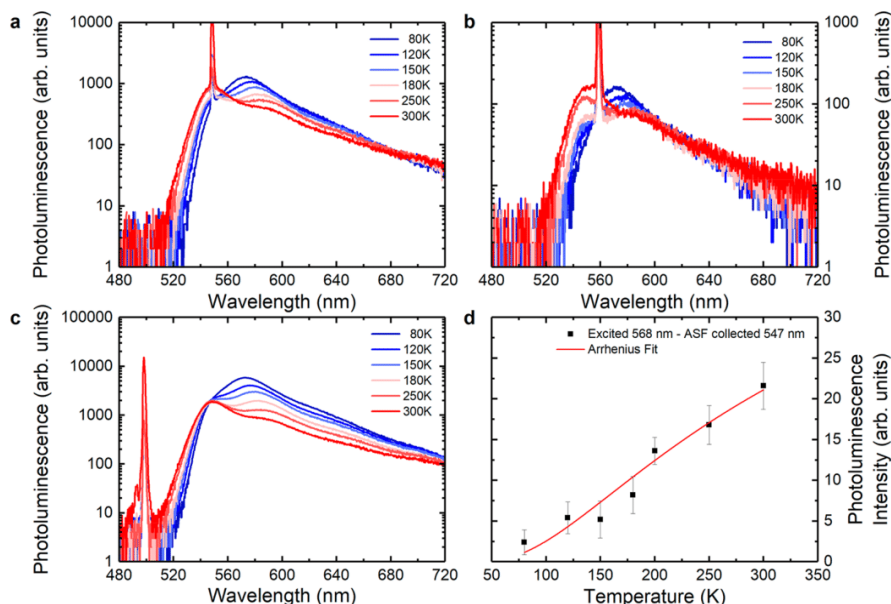 a
Photoluminescence (arb. units)
10000
1000
100
10
1
480 520 560 600 640 680 720
Wavelength (nm)
80K
120K
150K
180K
250K
300K
b
Photoluminescence (arb. units)
1000
100
10
1
480 520 560 600 640 680 720
Wavelength (nm)
80K
120K
150K
180K
250K
300K
c
Photoluminescence (arb. units)
100000
10000
1000
100
10
1
480 520 560 600 640 680 720
Wavelength (nm)
80K
120K
150K
180K
250K
300K
d
Excited 568 nm - ASF collected 547 nm
Arrhenius Fit
30
25
20
15
10
5
0
Photoluminescence
Intensity (arb. units)
50 100 150 200 250 300 350
Temperature (K)